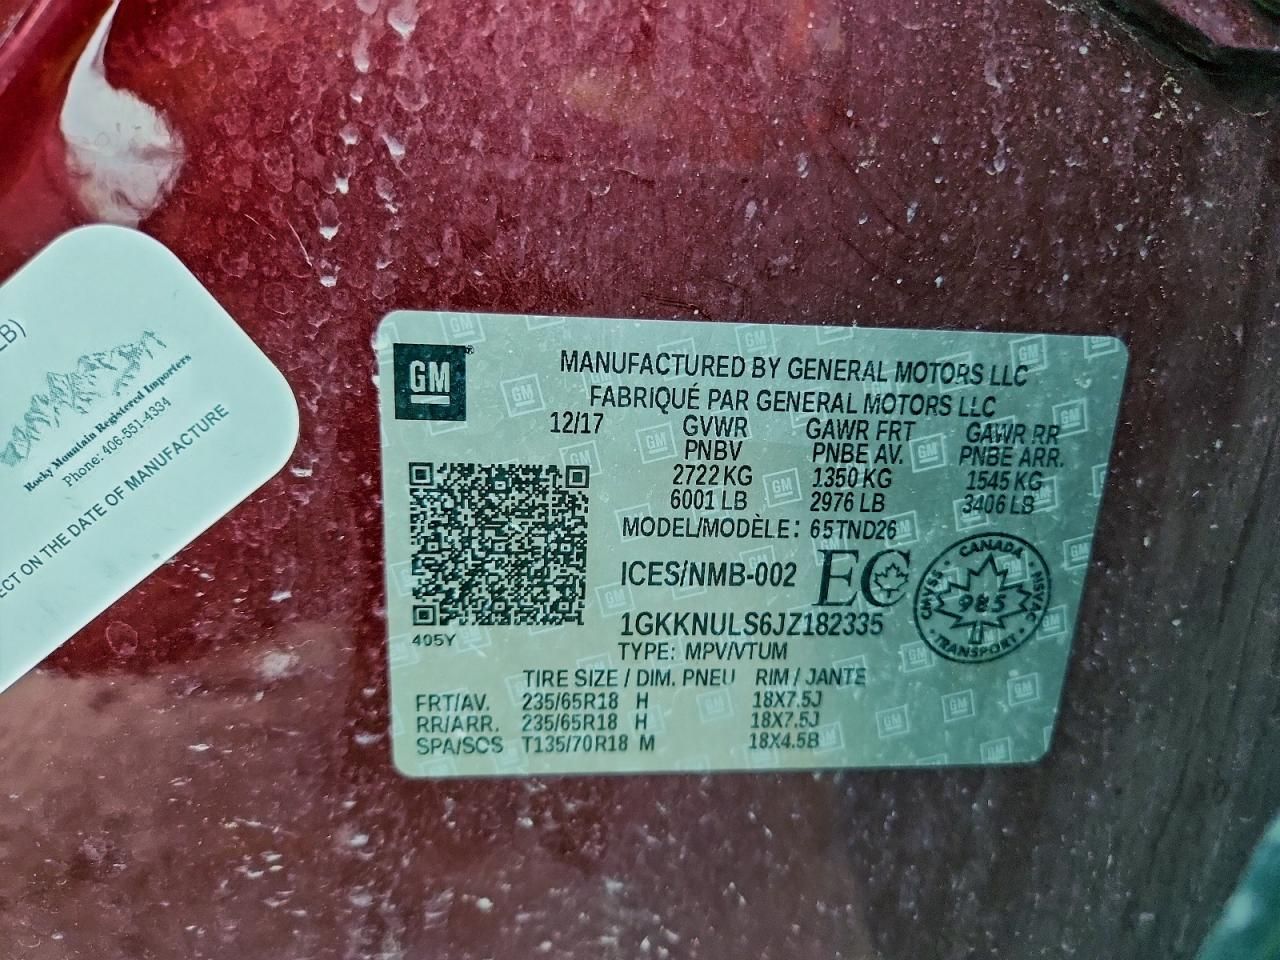 LB)
Rocky Mountain Registered Importers
Phone: 406-551-4334
ECT ON THE DATE OF MANUFACTURE
GM
MANUFACTURED BY GENERAL MOTORS LLC
FABRIQUÉ PAR GENERAL MOTORS LLC
12/17 GVWR GAWR FRT GAWR RR
PNBV PNBE AV. PNBE ARR.
2722 KG 1350 KG 1545 KG
6001 LB 2976 LB 3406 LB
MODEL/MODÈLE: 65TND26
ICES/NMB-002 EC
CANADA
CMVSS NSVAC
985
TRANSPORT
1GKKNULS6JZ182335
405Y
TYPE: MPV/VTUM
TIRE SIZE / DIM. PNEU RIM / JANTE
FRT/AV. 235/65R18 H 18X7.5J
RR/ARR. 235/65R18 H 18X7.5J
SPA/SCS T135/70R18 M 18X4.5B